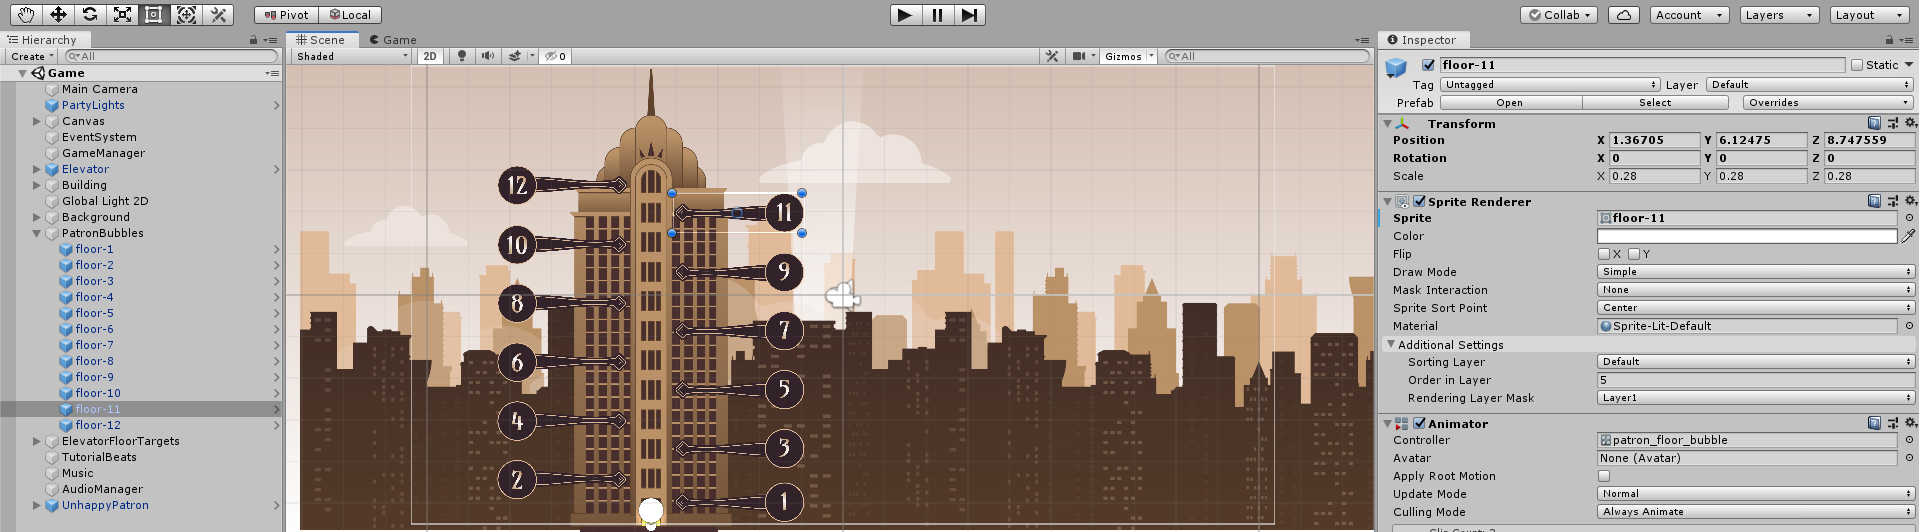 Pivot Local
Collab Account Layers Layout
Hierarchy
Create All
Game
Main Camera
PartyLights
Canvas
EventSystem
GameManager
Elevator
Building
Global Light 2D
Background
PatronBubbles
floor-1
floor-2
floor-3
floor-4
floor-5
floor-6
floor-7
floor-8
floor-9
floor-10
floor-11
floor-12
ElevatorFloorTargets
TutorialBeats
Music
AudioManager
UnhappyPatron
Scene Game
Shaded 2D 0 Gizmos All
12
11
10
9
8
7
6
5
4
3
2
1
Inspector
floor-11 Static
Tag Untagged Layer Default
Prefab Open Select Overrides
Transform
Position X 1.36705 Y 6.12475 Z 8.747559
Rotation X 0 Y 0 Z 0
Scale X 0.28 Y 0.28 Z 0.28
Sprite Renderer
Sprite floor-11
Color
Flip X Y
Draw Mode Simple
Mask Interaction None
Sprite Sort Point Center
Material Sprite-Lit-Default
Additional Settings
Sorting Layer Default
Order in Layer 5
Rendering Layer Mask Layer1
Animator
Controller patron_floor_bubble
Avatar None (Avatar)
Apply Root Motion
Update Mode Normal
Culling Mode Always Animate